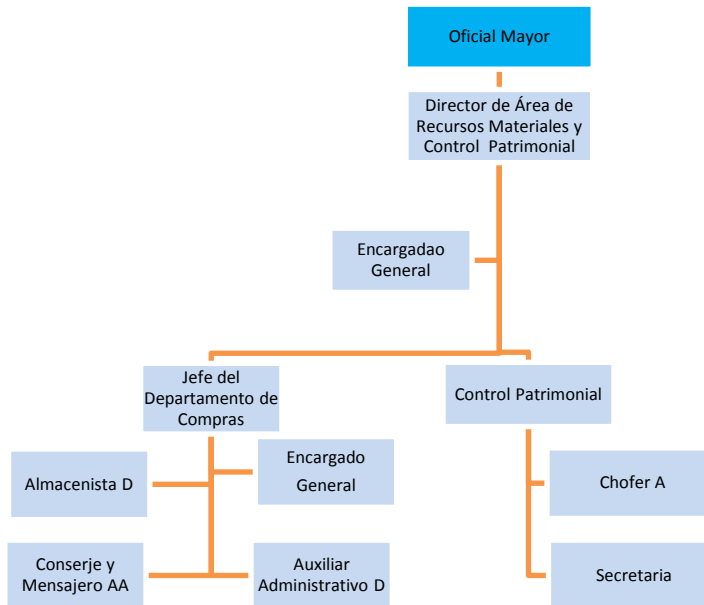 Oficial Mayor
Director de Área de
Recursos Materiales y
Control Patrimonial
Encargadao
General
Jefe del
Departamento de
Compras
Control Patrimonial
Encargado
General
Almacenista D
Chofer A
Conserje y
Mensajero AA
Auxiliar
Administrativo D
Secretaria